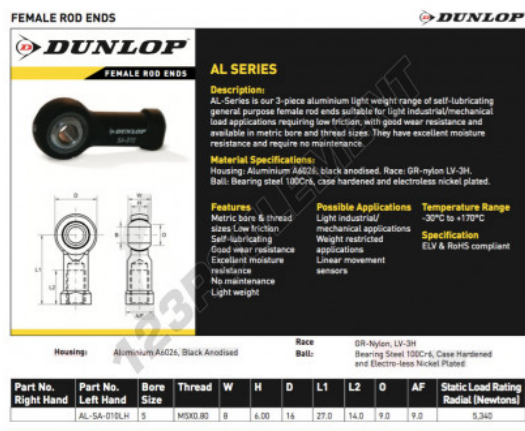 FEMALE ROD ENDS
DUNLOP
DUNLOP
FEMALE ROD ENDS
DUNLOP
AL SERIES
Description:
AL-Series is our 3-piece aluminium light weight range of self-lubricating
general purpose female rod ends suitable for light industrial/mechanical
load applications requiring low friction, with good wear resistance and
available in metric bore and thread sizes. They have excellent moisture
resistance and require no maintenance.
Material Specifications:
Housing: Aluminium A6026, black anodised. Race: GR-nylon LV-3H.
Ball: Bearing steel 100Cr6, case hardened and electroless nickel plated.
Features
Metric bore & thread
sizes Low friction
Self-lubricating
Good wear resistance
Excellent moisture
resistance
No maintenance
Light weight
Possible Applications
Light industrial/
mechanical applications
Weight restricted
applications
Linear movement
sensors
Temperature Range
-30°C to +170°C
Specification
ELV & RoHS compliant
D
W
H
B
O
L1
L2
A/F
123ROULEMENT
Housing: Aluminium A6026, Black Anodised
Race GR-Nylon, LV-3H
Ball: Bearing Steel 100Cr6, Case Hardened
and Electro-less Nickel Plated
Part No. Right Hand Part No. Left Hand Bore Size Thread W H D L1 L2 O AF Static Load Rating Radial (Newtons)
AL-SA-010LH 5 M5X0.80 8 6.00 16 27.0 14.0 9.0 9.0 5,340